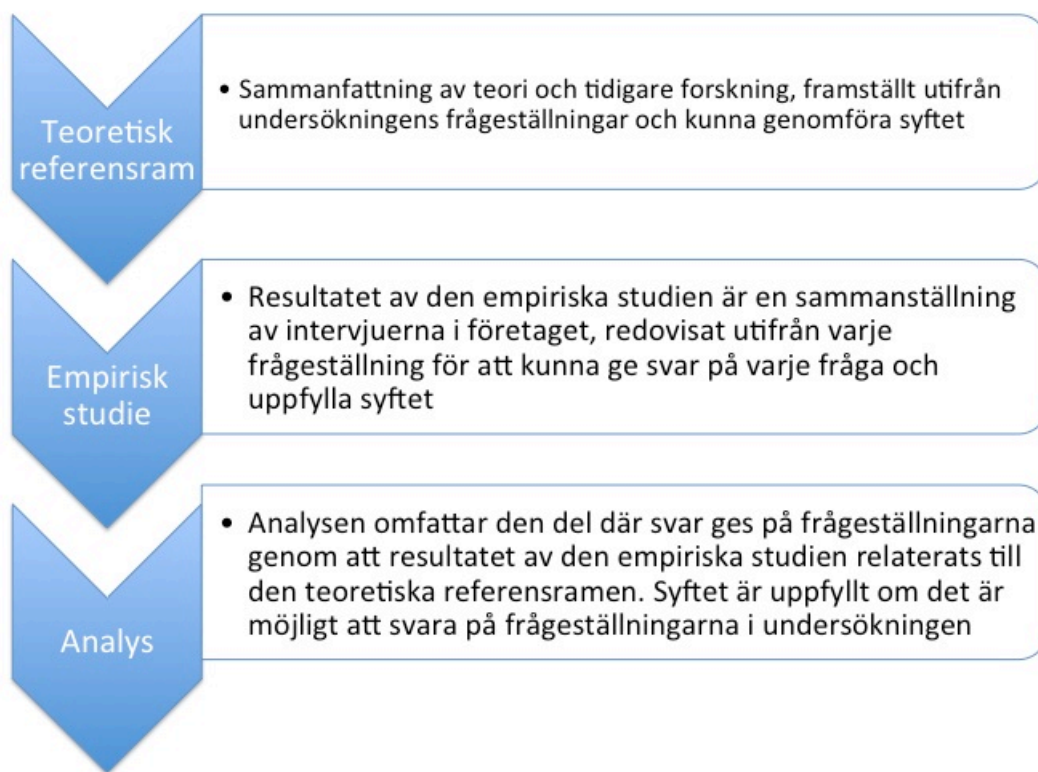 Teoretisk
referensram
• Sammanfattning av teori och tidigare forskning, framställt utifrån
undersökningens frågeställningar och kunna genomföra syftet
Empirisk
studie
• Resultatet av den empiriska studien är en sammanställning
av intervjuerna i företaget, redovisat utifrån varje
frågeställning för att kunna ge svar på varje fråga och
uppfylla syftet
Analys
• Analysen omfattar den del där svar ges på frågeställningarna
genom att resultatet av den empiriska studien relaterats till
den teoretiska referensramen. Syftet är uppfyllt om det är
möjligt att svara på frågeställningarna i undersökningen